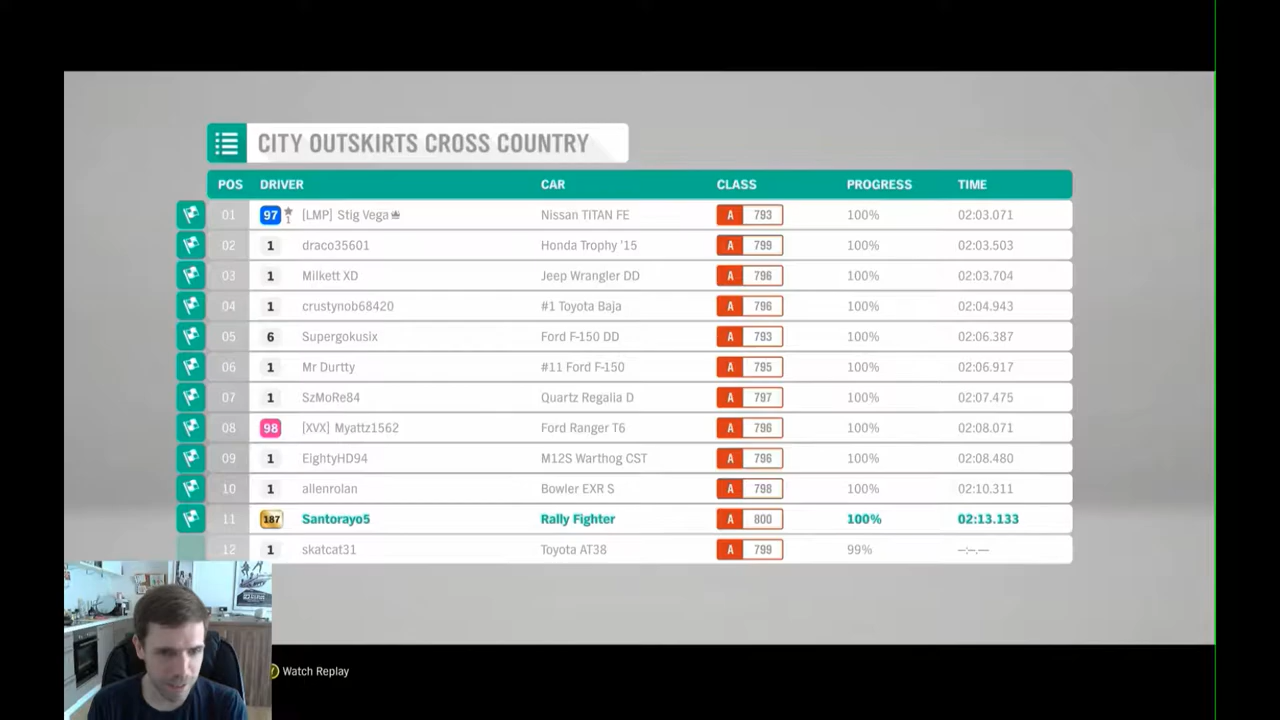 CITY OUTSKIRTS CROSS COUNTRY
POS DRIVER CAR CLASS PROGRESS TIME
01 97 1 [LMP] Stig Vega Nissan TITAN FE A 793 100% 02:03.071
02 1 draco35601 Honda Trophy '15 A 799 100% 02:03.503
03 1 Milkett XD Jeep Wrangler DD A 796 100% 02:03.704
04 1 crustynob68420 #1 Toyota Baja A 796 100% 02:04.943
05 6 Supergokusix Ford F-150 DD A 793 100% 02:06.387
06 1 Mr Durtty #11 Ford F-150 A 795 100% 02:06.917
07 1 SzMoRe84 Quartz Regalia D A 797 100% 02:07.475
08 98 [XVX] Myattz1562 Ford Ranger T6 A 796 100% 02:08.071
09 1 EightyHD94 M12S Warthog CST A 796 100% 02:08.480
10 1 allenrolan Bowler EXR S A 798 100% 02:10.311
11 187 Santorayo5 Rally Fighter A 800 100% 02:13.133
12 1 skatcat31 Toyota AT38 A 799 99% --:--.---
Watch Replay